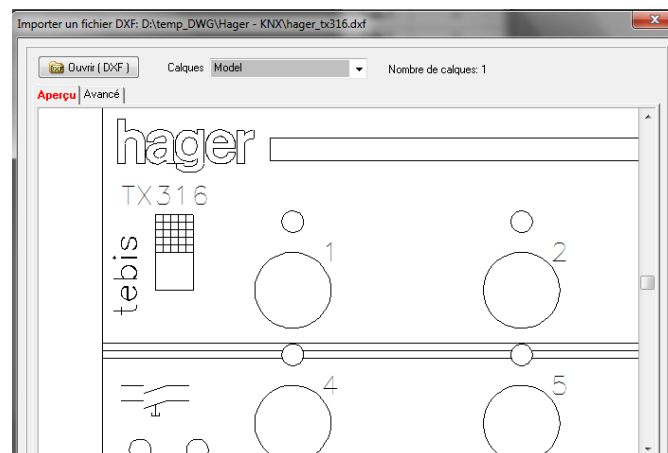 Importer un fichier DXF: D:\temp_DWG\Hager - KNX\hager_tx316.dxf
Ouvrir ( DXF ) Calques Model Nombre de calques: 1
Aperçu Avancé
hager
TX316
tebis
1 2
4 5